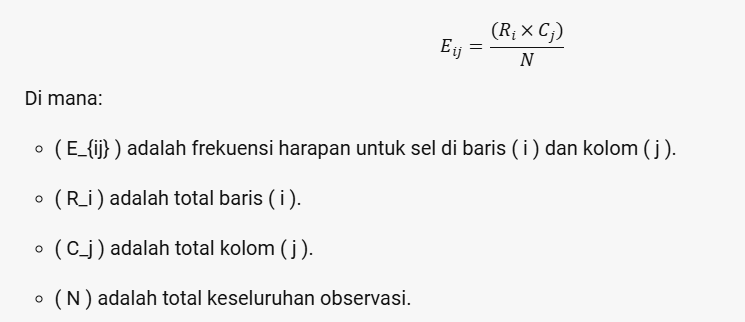 E_{ij} = \frac{(R_i × C_j)}{N}
Di mana:
○ ( E_{ij} ) adalah frekuensi harapan untuk sel di baris ( i ) dan kolom ( j ).
○ ( R_i ) adalah total baris ( i ).
○ ( C_j ) adalah total kolom ( j ).
○ ( N ) adalah total keseluruhan observasi.